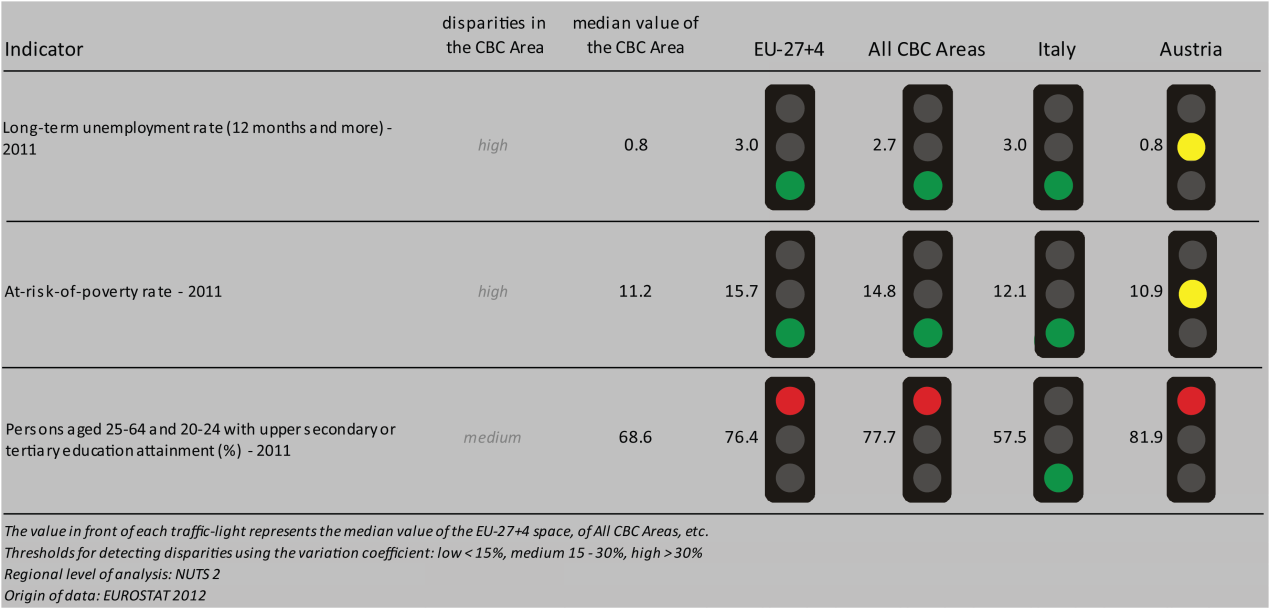 disparities in median value of
Indicator the CBC Area the CBC Area EU-27+4 All CBC Areas Italy Austria
Long-term unemployment rate (12 months and more) -
2011 high 0.8 3.0 2.7 3.0 0.8
At-risk-of-poverty rate - 2011 high 11.2 15.7 14.8 12.1 10.9
Persons aged 25-64 and 20-24 with upper secondary or
tertiary education attainment (%) - 2011 medium 68.6 76.4 77.7 57.5 81.9
The value in front of each traffic-light represents the median value of the EU-27+4 space, of All CBC Areas, etc.
Thresholds for detecting disparities using the variation coefficient: low < 15%, medium 15 - 30%, high > 30%
Regional level of analysis: NUTS 2
Origin of data: EUROSTAT 2012